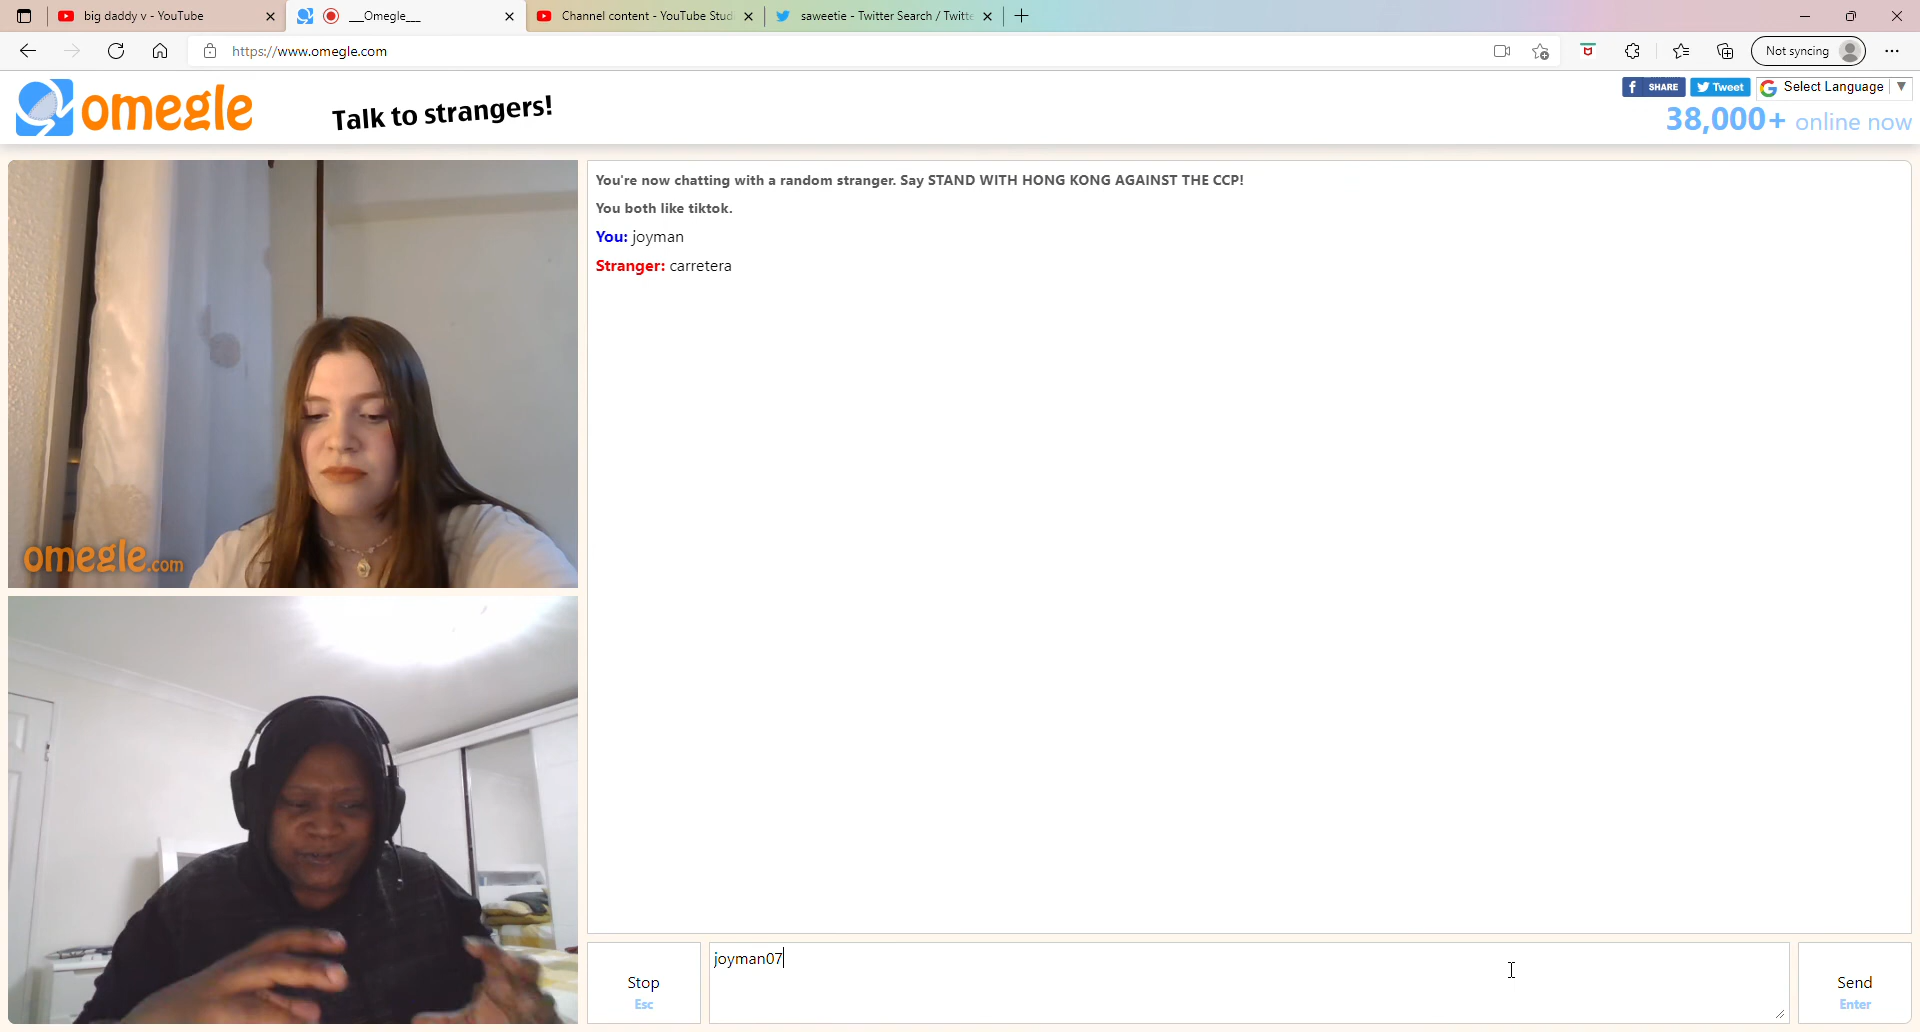 big daddy v - YouTube
___Omegle___
Channel content - YouTube Stud
saweetie - Twitter Search / Twitte
https://www.omegle.com
Not syncing
omegle
Talk to strangers!
SHARE
Tweet
Select Language
38,000+ online now
You're now chatting with a random stranger. Say STAND WITH HONG KONG AGAINST THE CCP!
You both like tiktok.
You: joyman
Stranger: carretera
omegle.com
Stop
Esc
joyman07
Send
Enter